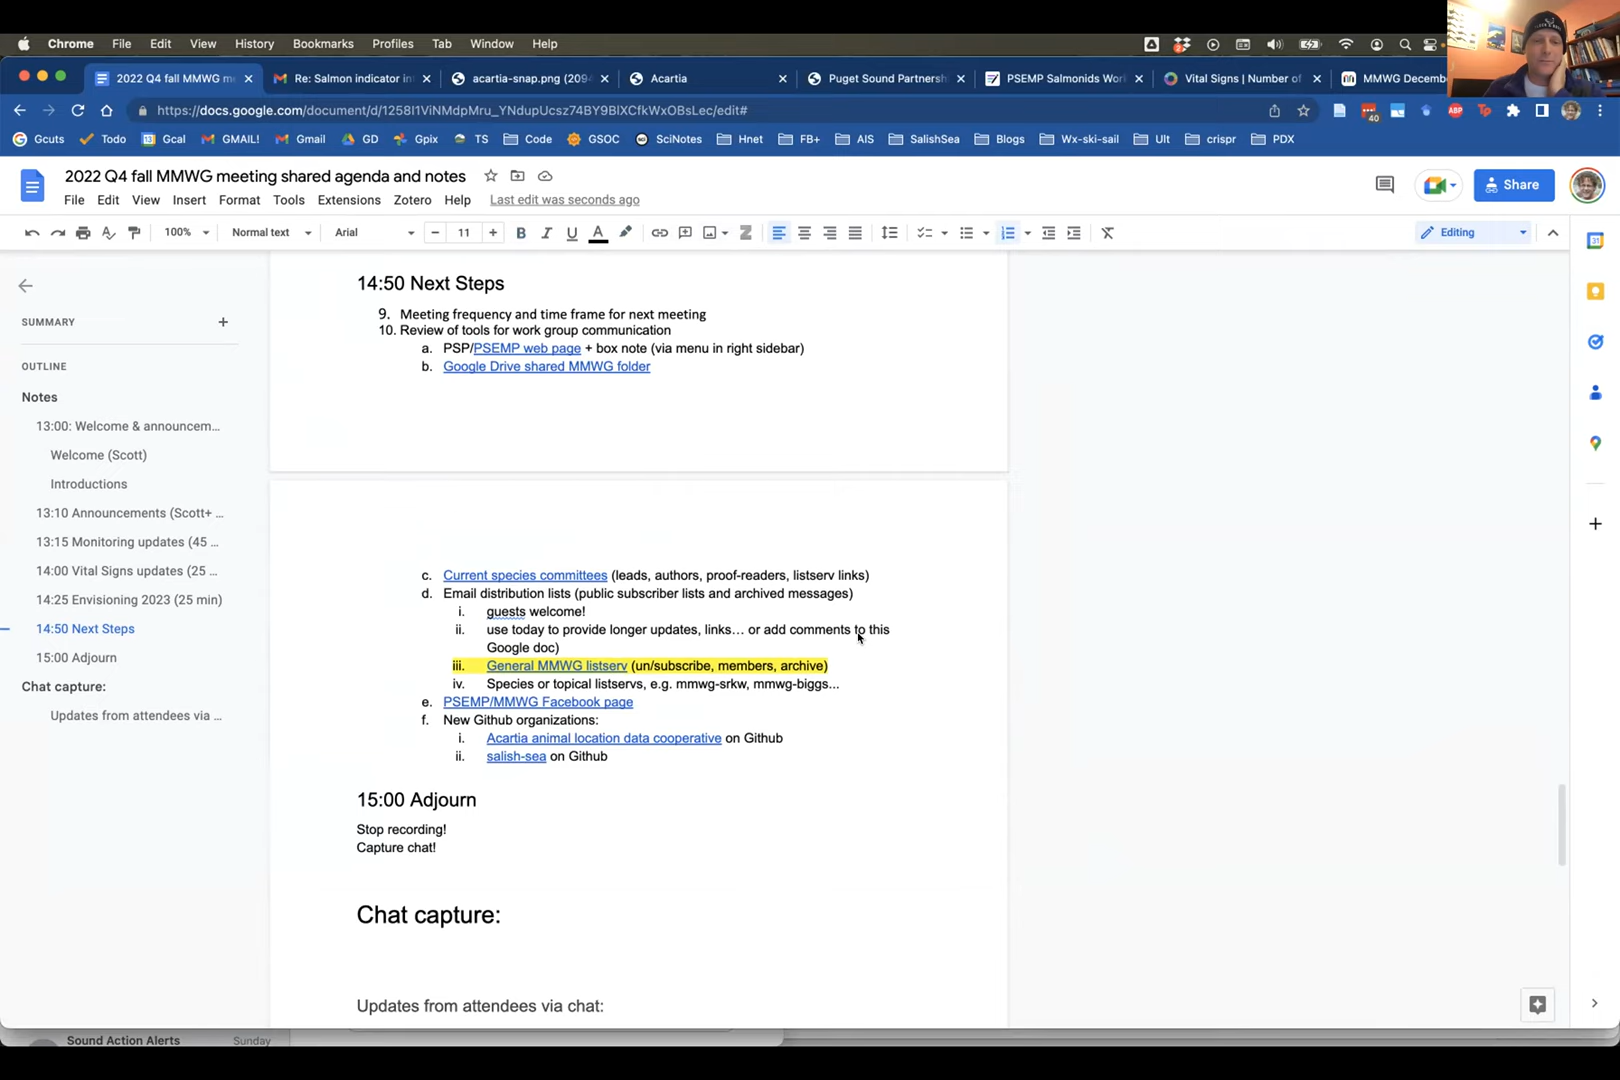 Chrome File Edit View History Bookmarks Profiles Tab Window Help
2022 Q4 fall MMWG m Re: Salmon indicator in acartia-snap.png (2094 Acartia Puget Sound Partnersh PSEMP Salmonids Wor Vital Signs | Number of MMWG Decemb
https://docs.google.com/document/d/1258I1ViNMdpMru_YNdupUcsz74BY9BlXCfkWxOBsLec/edit#
Gcuts Todo Gcal GMAIL! Gmail GD Gpix TS Code GSOC SciNotes Hnet FB+ AIS SalishSea Blogs Wx-ski-sail Ult crispr PDX
2022 Q4 fall MMWG meeting shared agenda and notes
File Edit View Insert Format Tools Extensions Zotero Help Last edit was seconds ago
Share
100% Normal text Arial 11 Editing
SUMMARY
OUTLINE
Notes
13:00: Welcome & announcem...
Welcome (Scott)
Introductions
13:10 Announcements (Scott+ ...
13:15 Monitoring updates (45 ...
14:00 Vital Signs updates (25 ...
14:25 Envisioning 2023 (25 min)
14:50 Next Steps
15:00 Adjourn
Chat capture:
Updates from attendees via ...
14:50 Next Steps
9. Meeting frequency and time frame for next meeting
10. Review of tools for work group communication
a. PSP/PSEMP web page + box note (via menu in right sidebar)
b. Google Drive shared MMWG folder
c. Current species committees (leads, authors, proof-readers, listserv links)
d. Email distribution lists (public subscriber lists and archived messages)
i. guests welcome!
ii. use today to provide longer updates, links... or add comments to this
Google doc)
iii. General MMWG listserv (un/subscribe, members, archive)
iv. Species or topical listservs, e.g. mmwg-srkw, mmwg-biggs...
e. PSEMP/MMWG Facebook page
f. New Github organizations:
i. Acartia animal location data cooperative on Github
ii. salish-sea on Github
15:00 Adjourn
Stop recording!
Capture chat!
Chat capture:
Updates from attendees via chat:
Sound Action Alerts Sunday